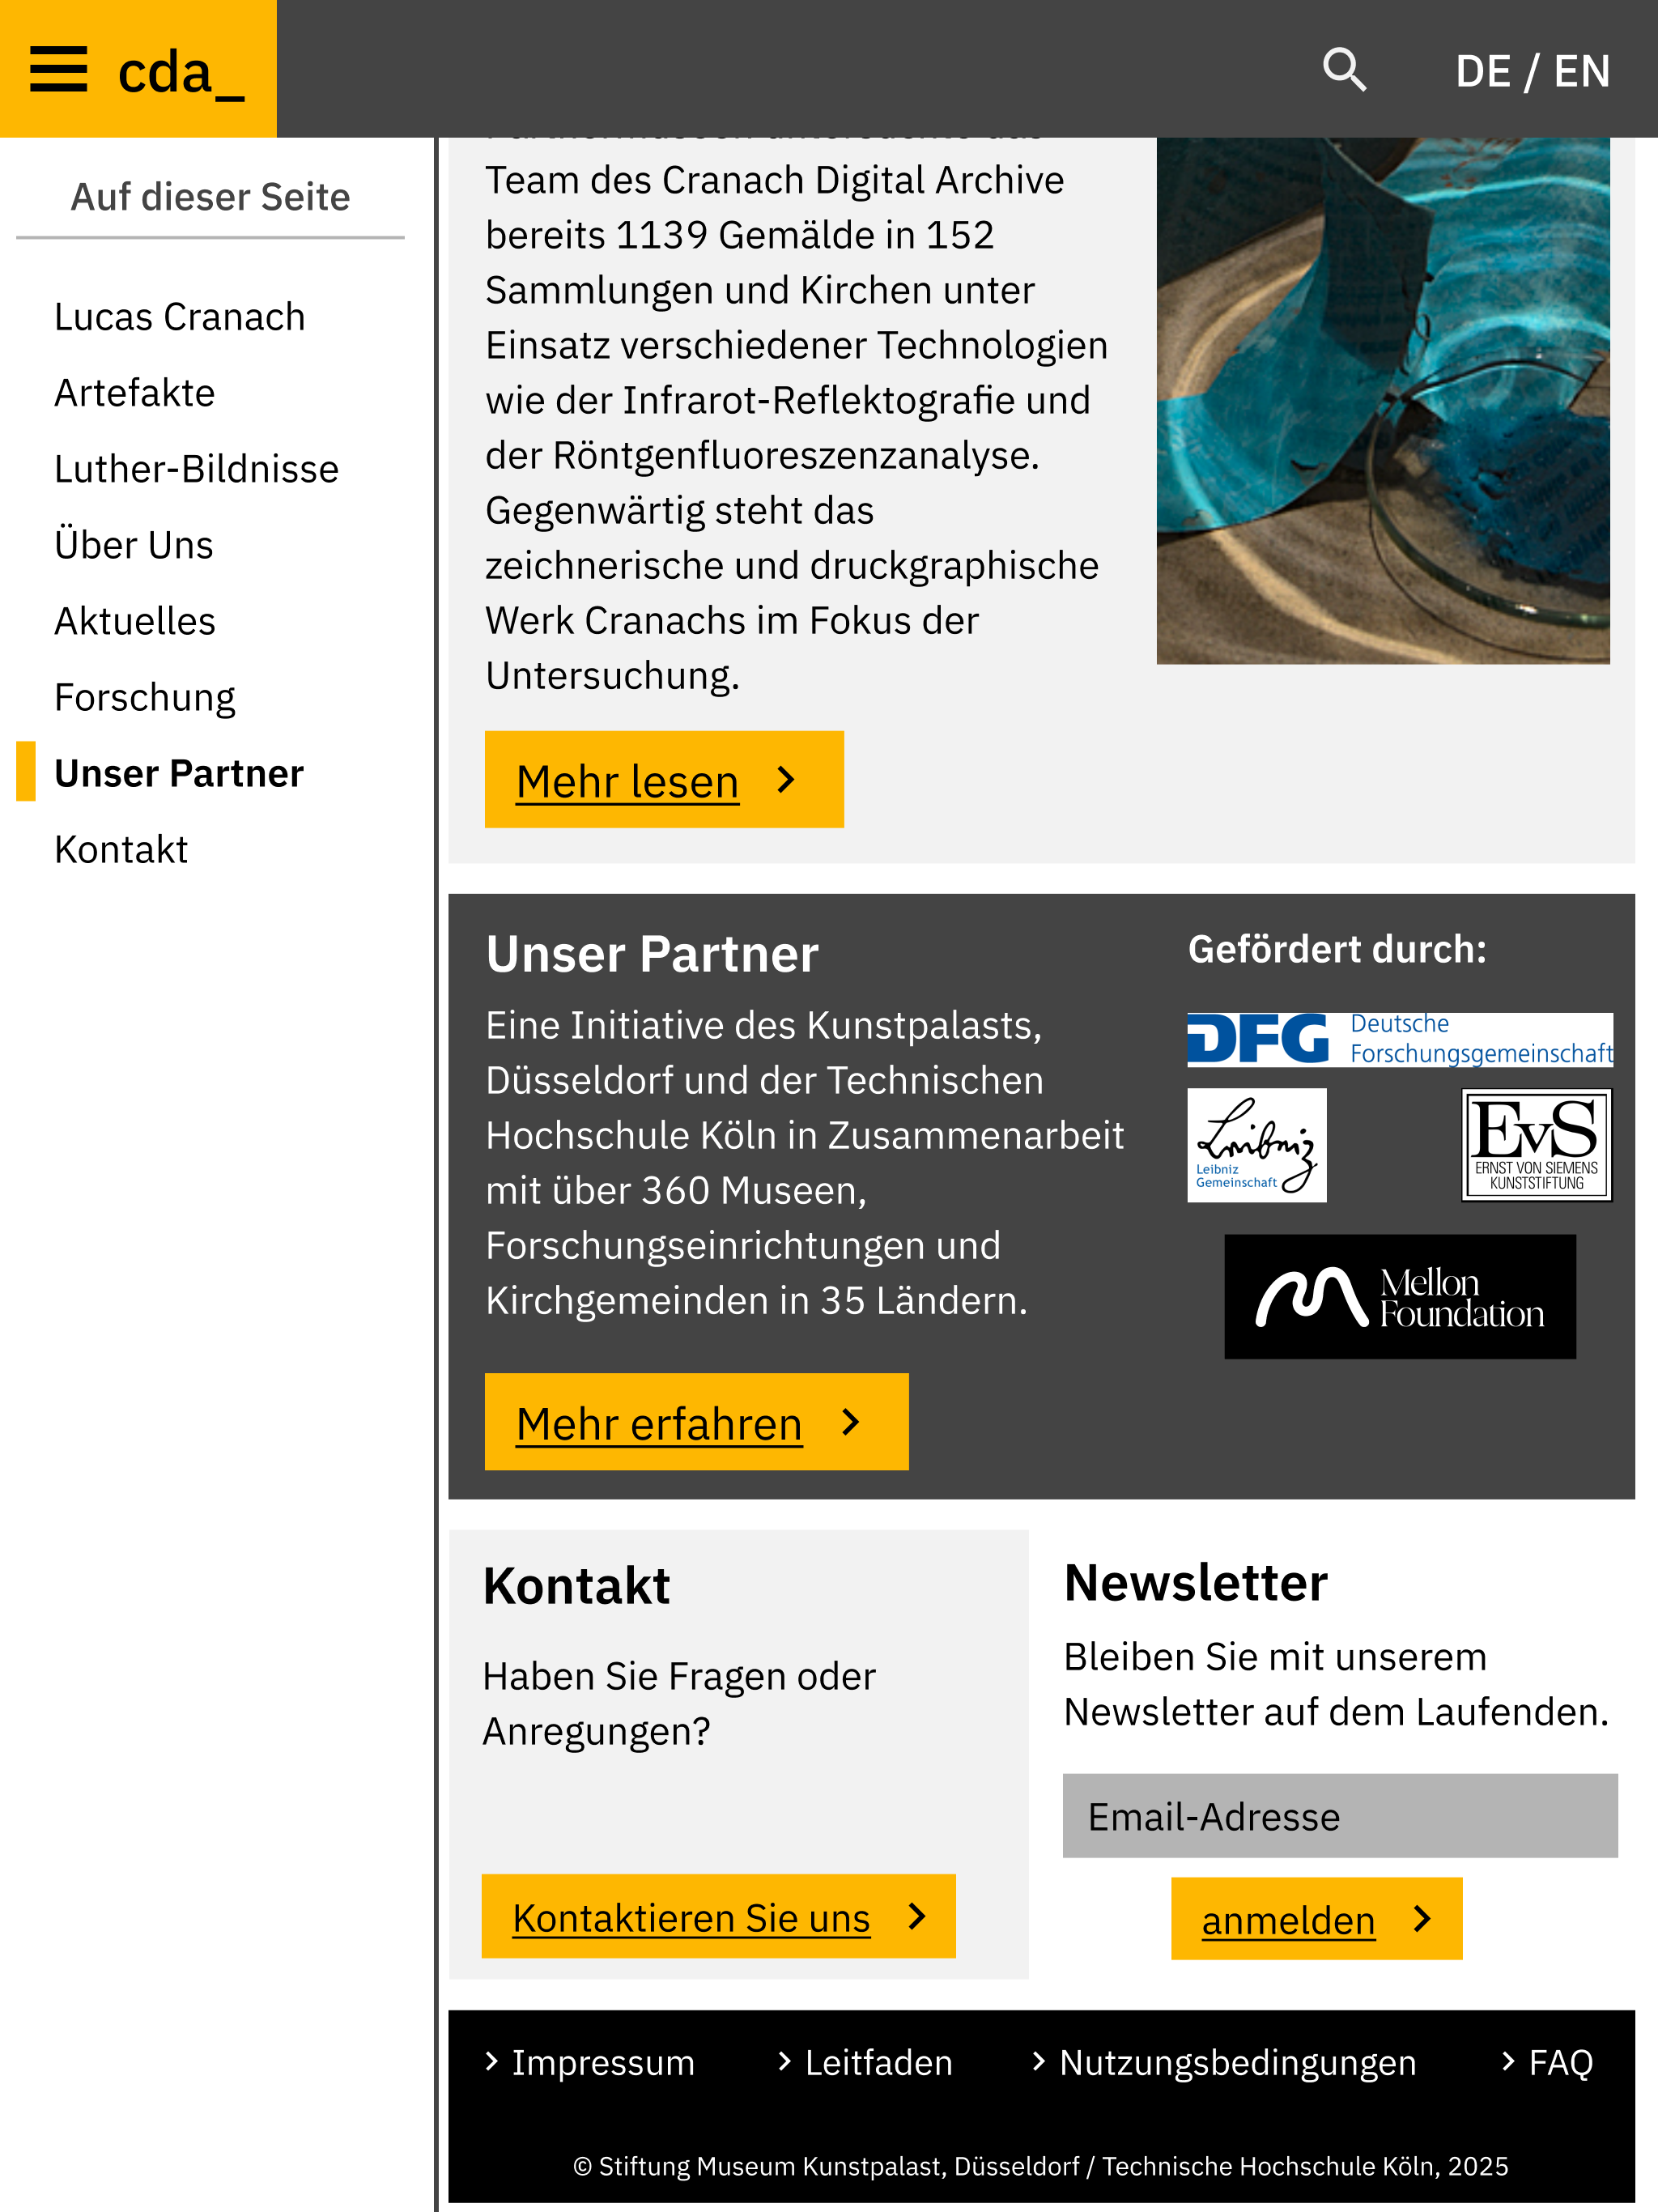 cda_
DE / EN
Auf dieser Seite
Lucas Cranach
Artefakte
Luther-Bildnisse
Über Uns
Aktuelles
Forschung
Unser Partner
Kontakt
Team des Cranach Digital Archive
bereits 1139 Gemälde in 152
Sammlungen und Kirchen unter
Einsatz verschiedener Technologien
wie der Infrarot-Reflektografie und
der Röntgenfluoreszenzanalyse.
Gegenwärtig steht das
zeichnerische und druckgraphische
Werk Cranachs im Fokus der
Untersuchung.
Mehr lesen
Unser Partner
Eine Initiative des Kunstpalasts,
Düsseldorf und der Technischen
Hochschule Köln in Zusammenarbeit
mit über 360 Museen,
Forschungseinrichtungen und
Kirchgemeinden in 35 Ländern.
Mehr erfahren
Gefördert durch:
DFG Deutsche
Forschungsgemeinschaft
Leibniz
Leibniz
Gemeinschaft
EvS
ERNST VON SIEMENS
KUNSTSTIFTUNG
Mellon
Foundation
Kontakt
Haben Sie Fragen oder
Anregungen?
Kontaktieren Sie uns
Newsletter
Bleiben Sie mit unserem
Newsletter auf dem Laufenden.
Email-Adresse
anmelden
Impressum
Leitfaden
Nutzungsbedingungen
FAQ
© Stiftung Museum Kunstpalast, Düsseldorf / Technische Hochschule Köln, 2025